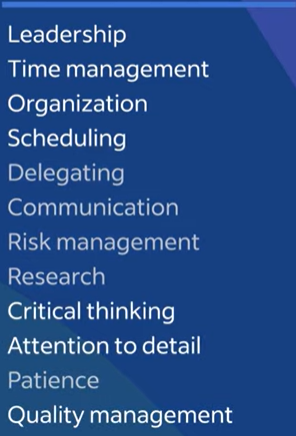 Leadership
Time management
Organization
Scheduling
Delegating
Communication
Risk management
Research
Critical thinking
Attention to detail
Patience
Quality management